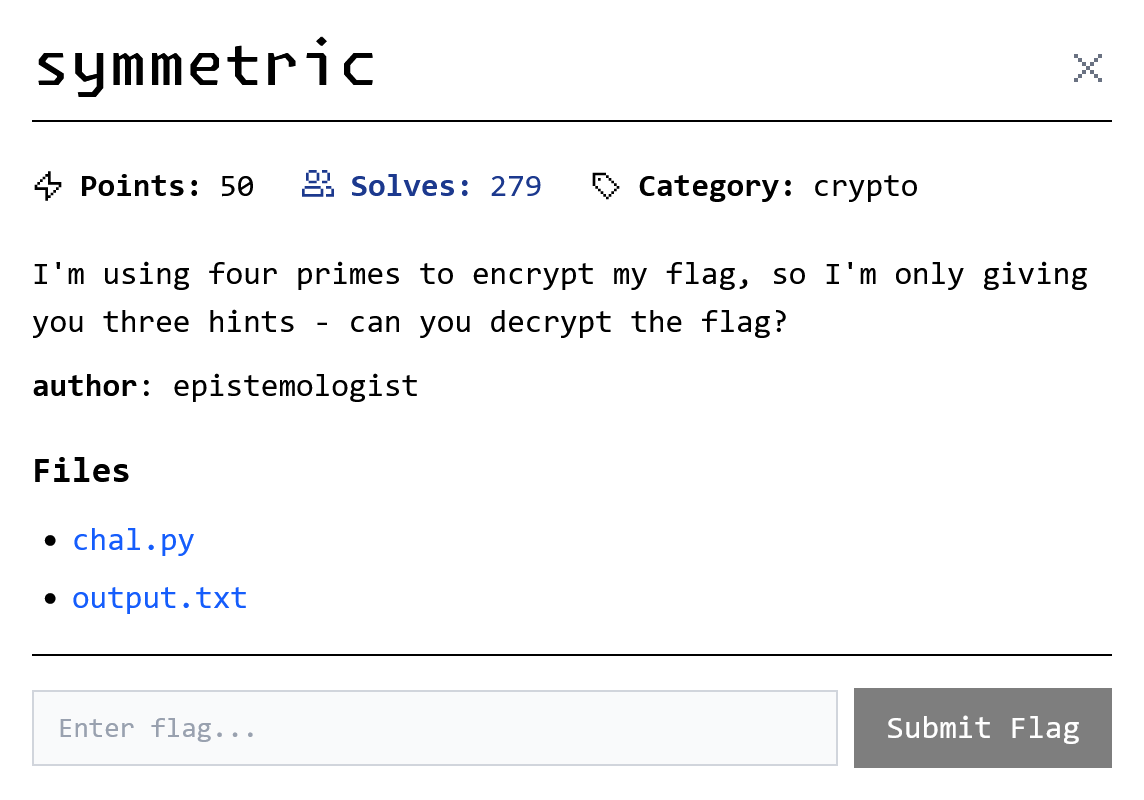 symmetric
Points: 50 Solves: 279 Category: crypto
I'm using four primes to encrypt my flag, so I'm only giving
you three hints - can you decrypt the flag?
author: epistemologist
Files
• chal.py
• output.txt
Enter flag... Submit Flag